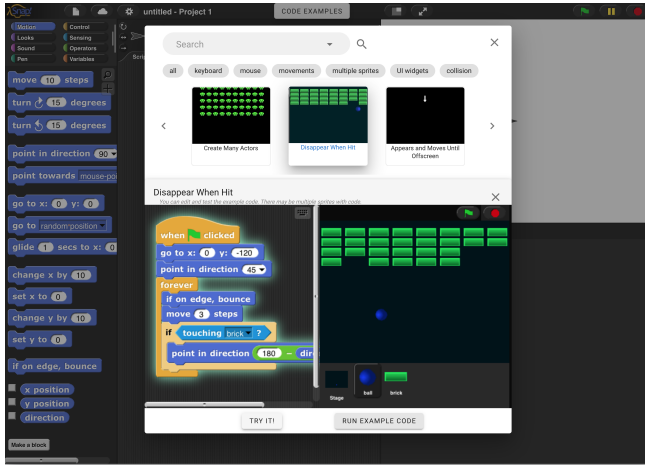 Snap!
untitled - Project 1
CODE EXAMPLES
Motion
Control
Looks
Sensing
Sound
Operators
Pen
Variables
move 10 steps
turn 15 degrees
turn 15 degrees
point in direction 90
point towards mouse-poi
go to x: 0 y: 0
go to random position
glide 1 secs to x: 0
change x by 10
set x to 0
change y by 10
set y to 0
if on edge, bounce
x position
y position
direction
Make a block
Search
all
keyboard
mouse
movements
multiple sprites
UI widgets
collision
Create Many Actors
Disappear When Hit
Appears and Moves Until
Offscreen
Disappear When Hit
You can edit and test the example code. There may be multiple sprites with code.
when clicked
go to x: 0 y: -120
point in direction 45
forever
if on edge, bounce
move 3 steps
if touching brick ?
point in direction 180 - dire
Stage
ball
brick
TRY IT!
RUN EXAMPLE CODE